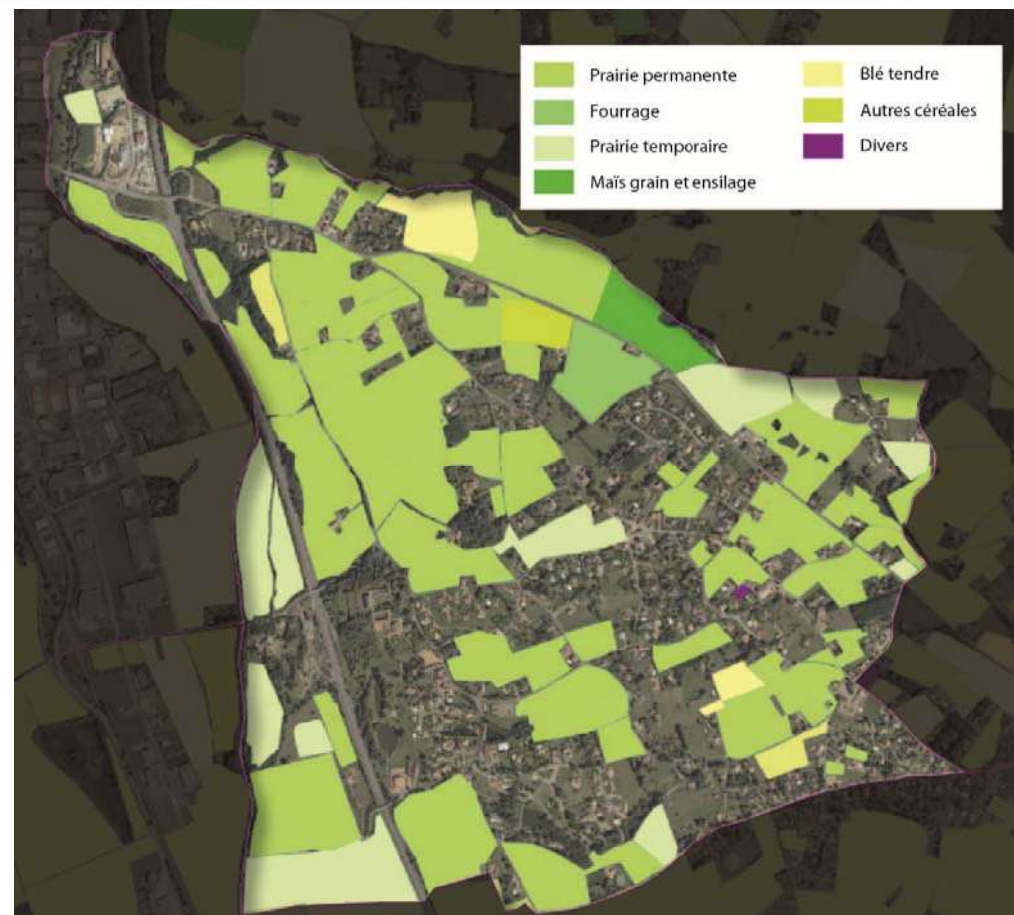 Prairie permanente
Fourrage
Prairie temporaire
Maïs grain et ensilage
Blé tendre
Autres céréales
Divers